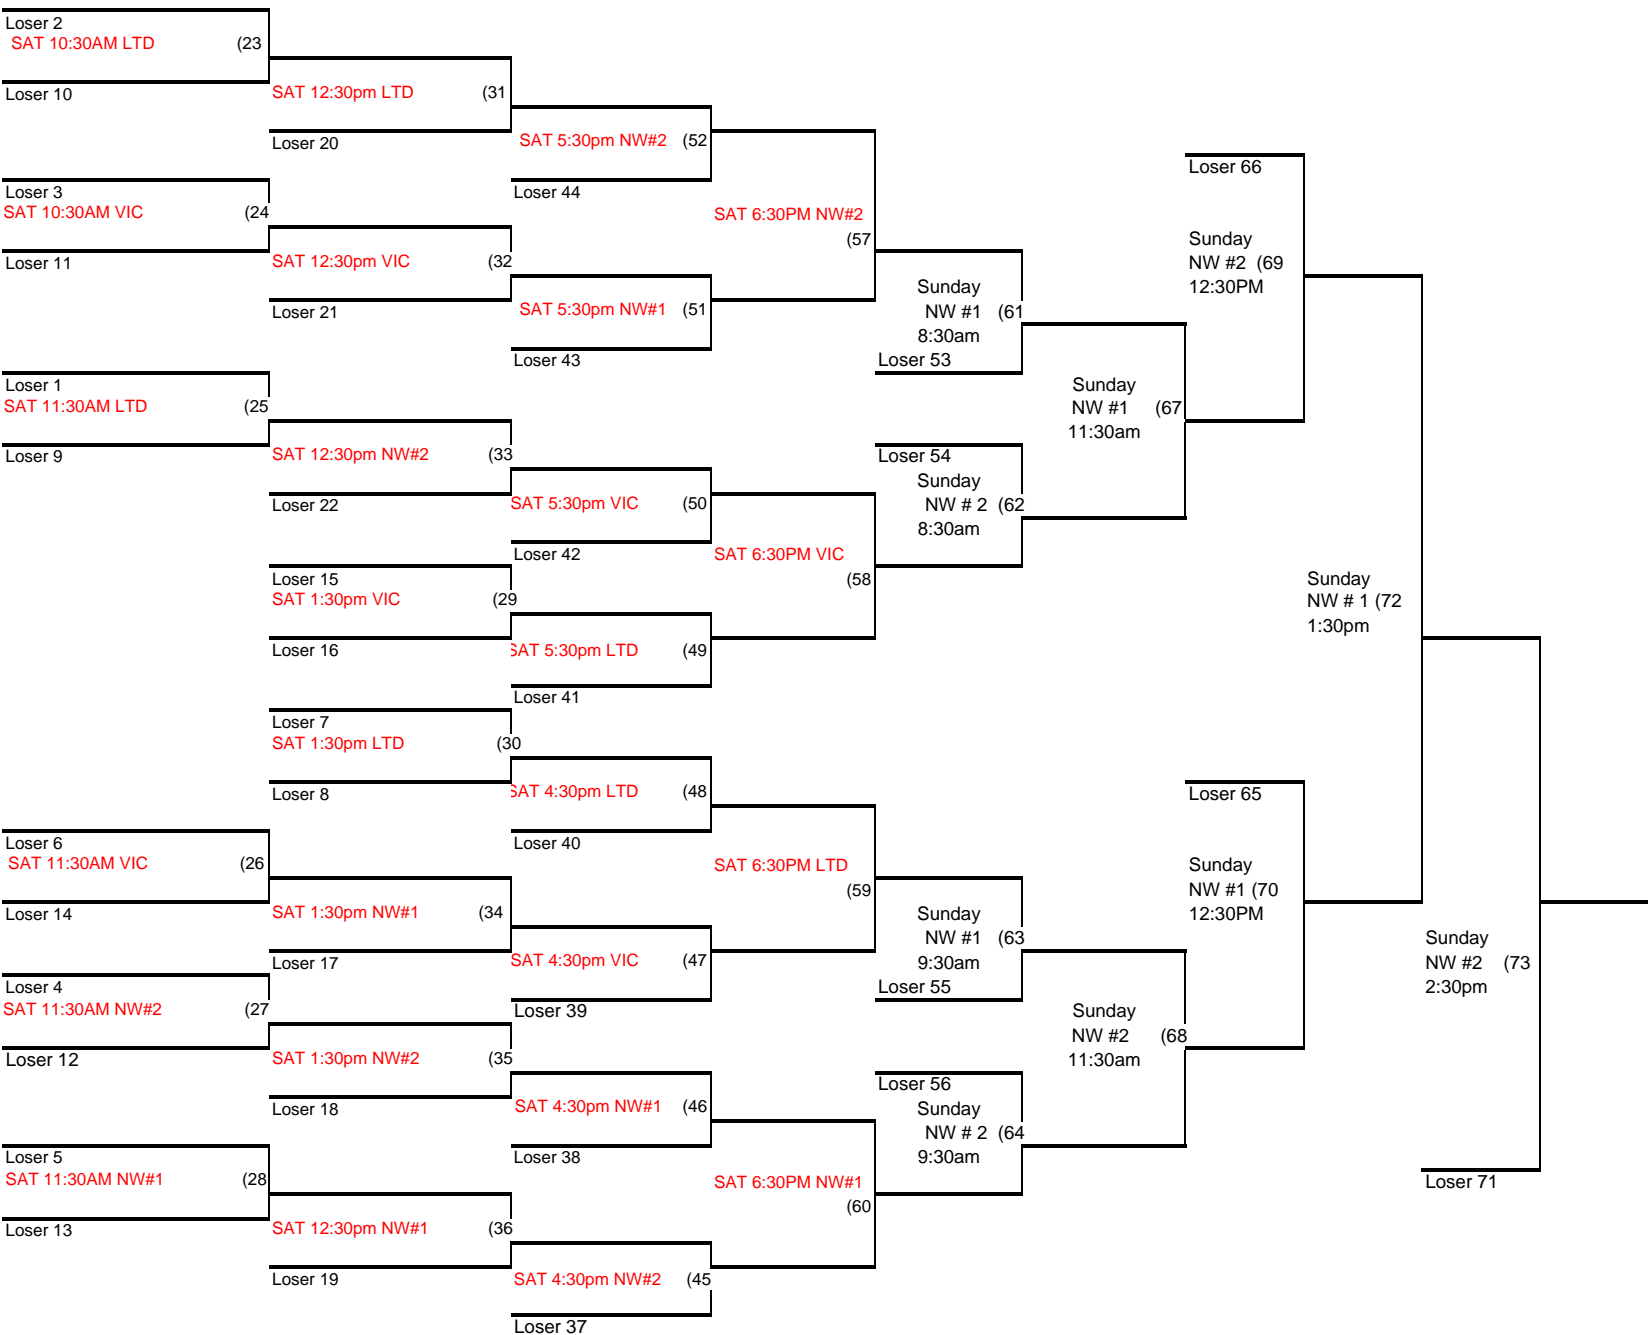 Loser 2
SAT 10:30AM LTD (23
Loser 10
SAT 12:30pm LTD (31
Loser 20
SAT 5:30pm NW#2 (52
Loser 44
Loser 3
SAT 10:30AM VIC (24
Loser 11
SAT 12:30pm VIC (32
Loser 21
SAT 5:30pm NW#1 (51
Loser 43
SAT 6:30PM NW#2
(57
Loser 1
SAT 11:30AM LTD (25
Loser 9
SAT 12:30pm NW#2 (33
Loser 22
SAT 5:30pm VIC (50
Loser 42
Loser 15
SAT 1:30pm VIC (29
Loser 16
SAT 5:30pm LTD (49
Loser 41
SAT 6:30PM VIC
(58
Loser 7
SAT 1:30pm LTD (30
Loser 8
SAT 4:30pm LTD (48
Loser 40
Loser 6
SAT 11:30AM VIC (26
Loser 14
SAT 1:30pm NW#1 (34
Loser 17
SAT 4:30pm VIC (47
Loser 39
SAT 6:30PM LTD
(59
Loser 4
SAT 11:30AM NW#2 (27
Loser 12
SAT 1:30pm NW#2 (35
Loser 18
SAT 4:30pm NW#1 (46
Loser 38
Loser 5
SAT 11:30AM NW#1 (28
Loser 13
SAT 12:30pm NW#1 (36
Loser 19
SAT 4:30pm NW#2 (45
Loser 37
SAT 6:30PM NW#1
(60
Sunday
NW #1 (61
8:30am
Loser 53
Loser 54
Sunday
NW # 2 (62
8:30am
Sunday
NW #1 (67
11:30am
Sunday
NW #1 (63
9:30am
Loser 55
Loser 56
Sunday
NW # 2 (64
9:30am
Sunday
NW #2 (68
11:30am
Loser 66
Sunday
NW #2 (69
12:30PM
Loser 65
Sunday
NW #1 (70
12:30PM
Sunday
NW # 1 (72
1:30pm
Sunday
NW #2 (73
2:30pm
Loser 71